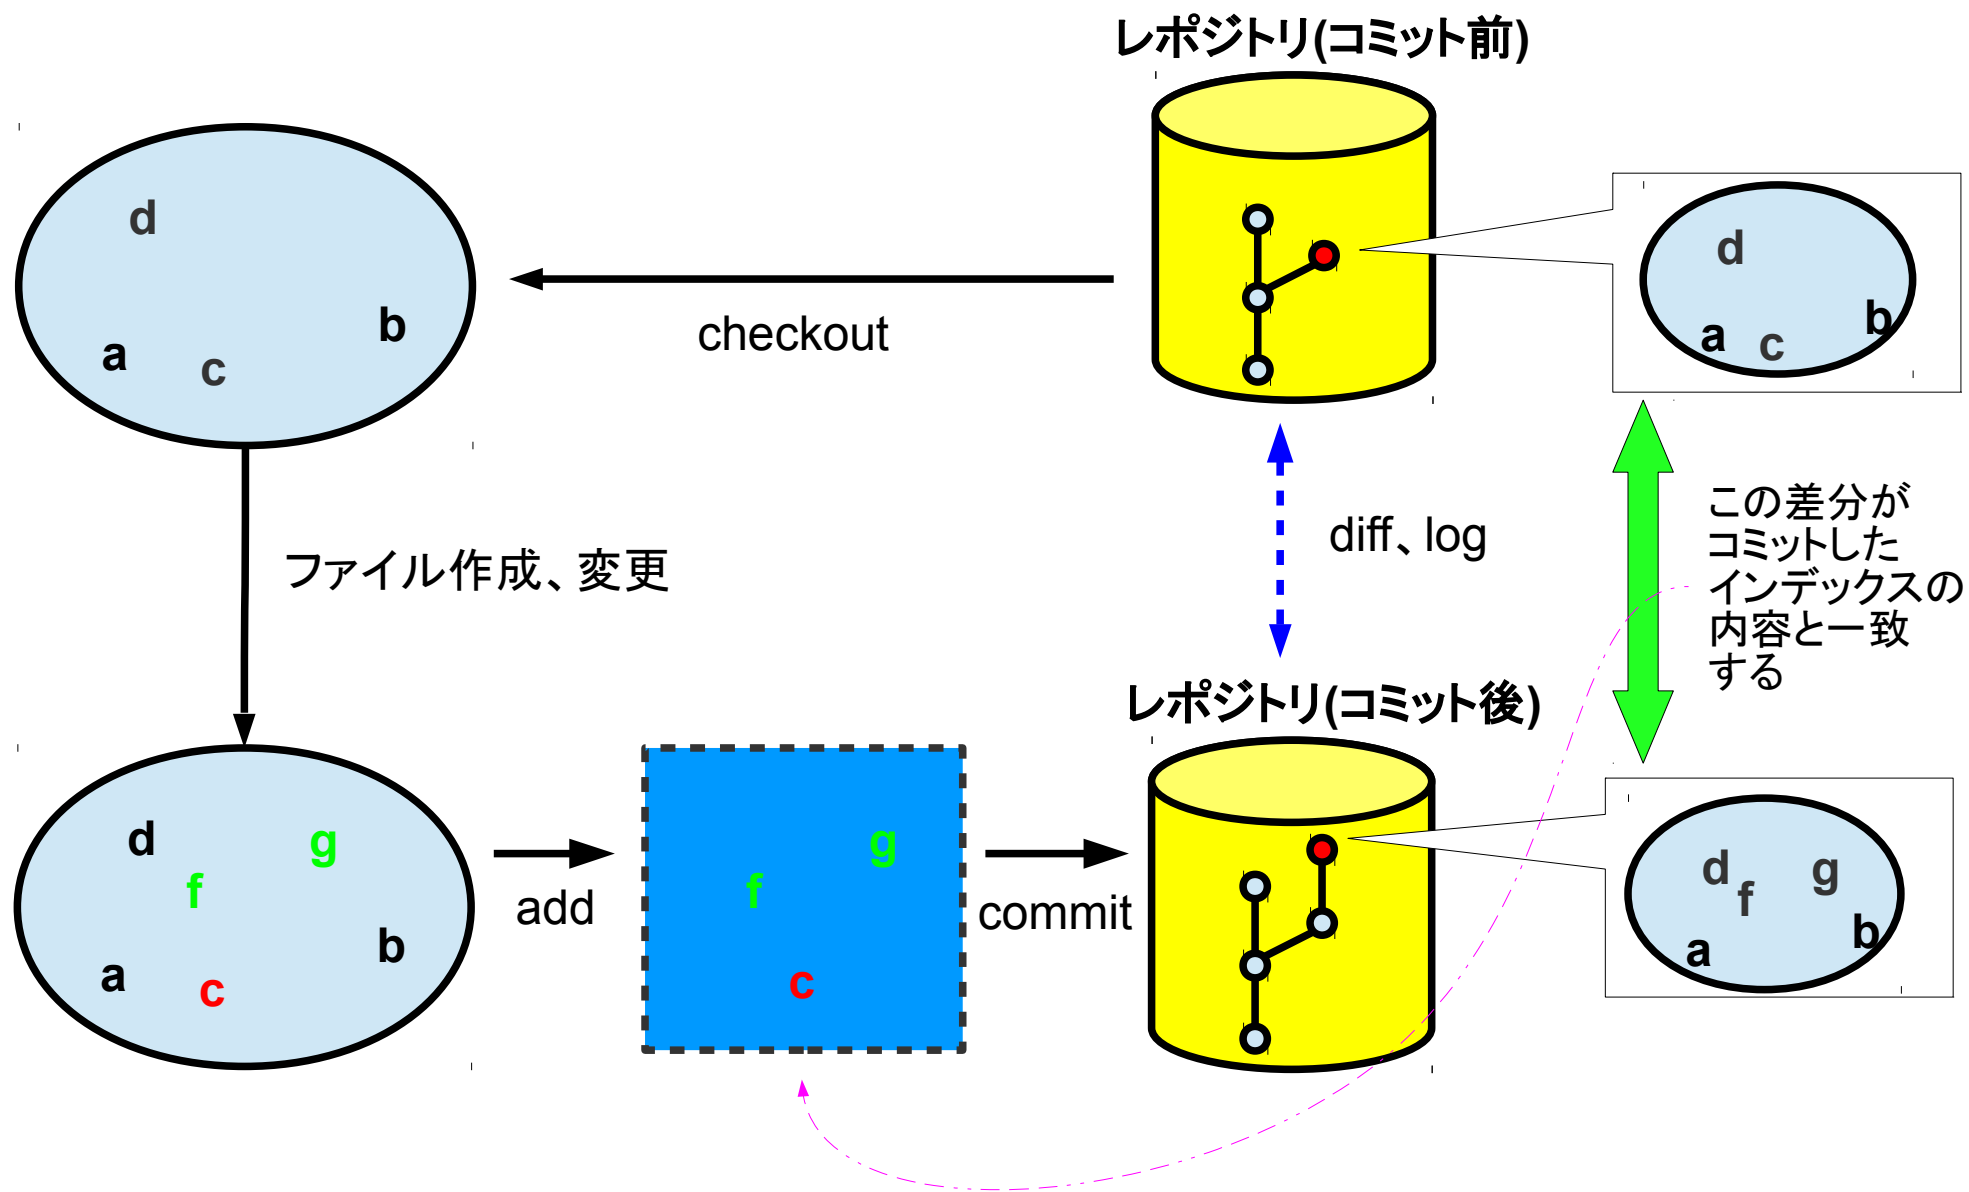 レポジトリ(コミット前)
d
b
a
c
checkout
d
b
a
c
ファイル作成、変更
diff、log
この差分が
コミットした
インデックスの
内容と一致
する
レポジトリ(コミット後)
d
g
f
b
a
c
add
g
f
c
commit
d
g
f
b
a